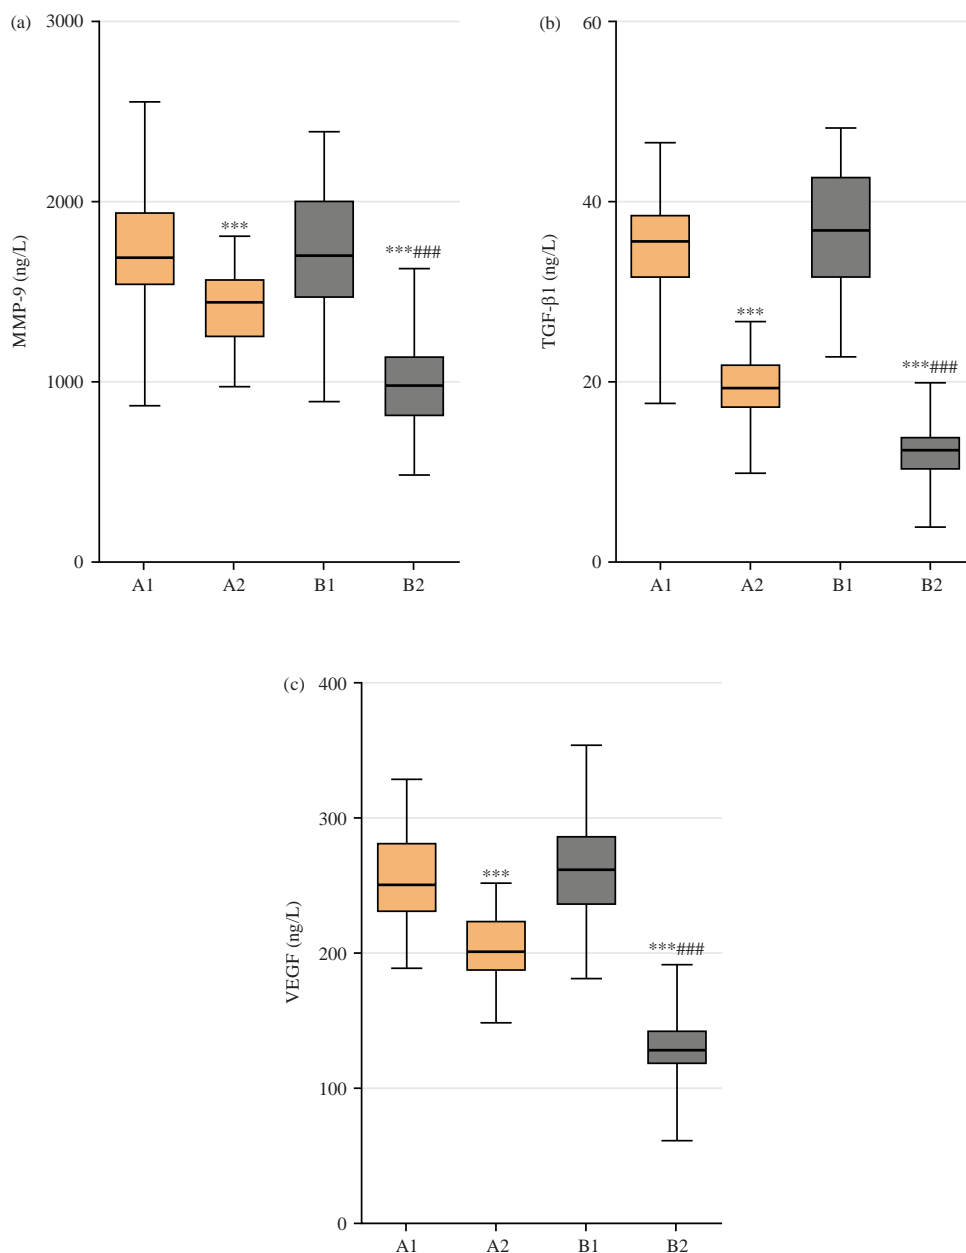 (a)
3000
2000
1000
0
MMP-9 (ng/L)
***
***###
A1 A2 B1 B2
(b)
60
40
20
0
TGF-β1 (ng/L)
***
***###
A1 A2 B1 B2
(c)
400
300
200
100
0
VEGF (ng/L)
***
***###
A1 A2 B1 B2